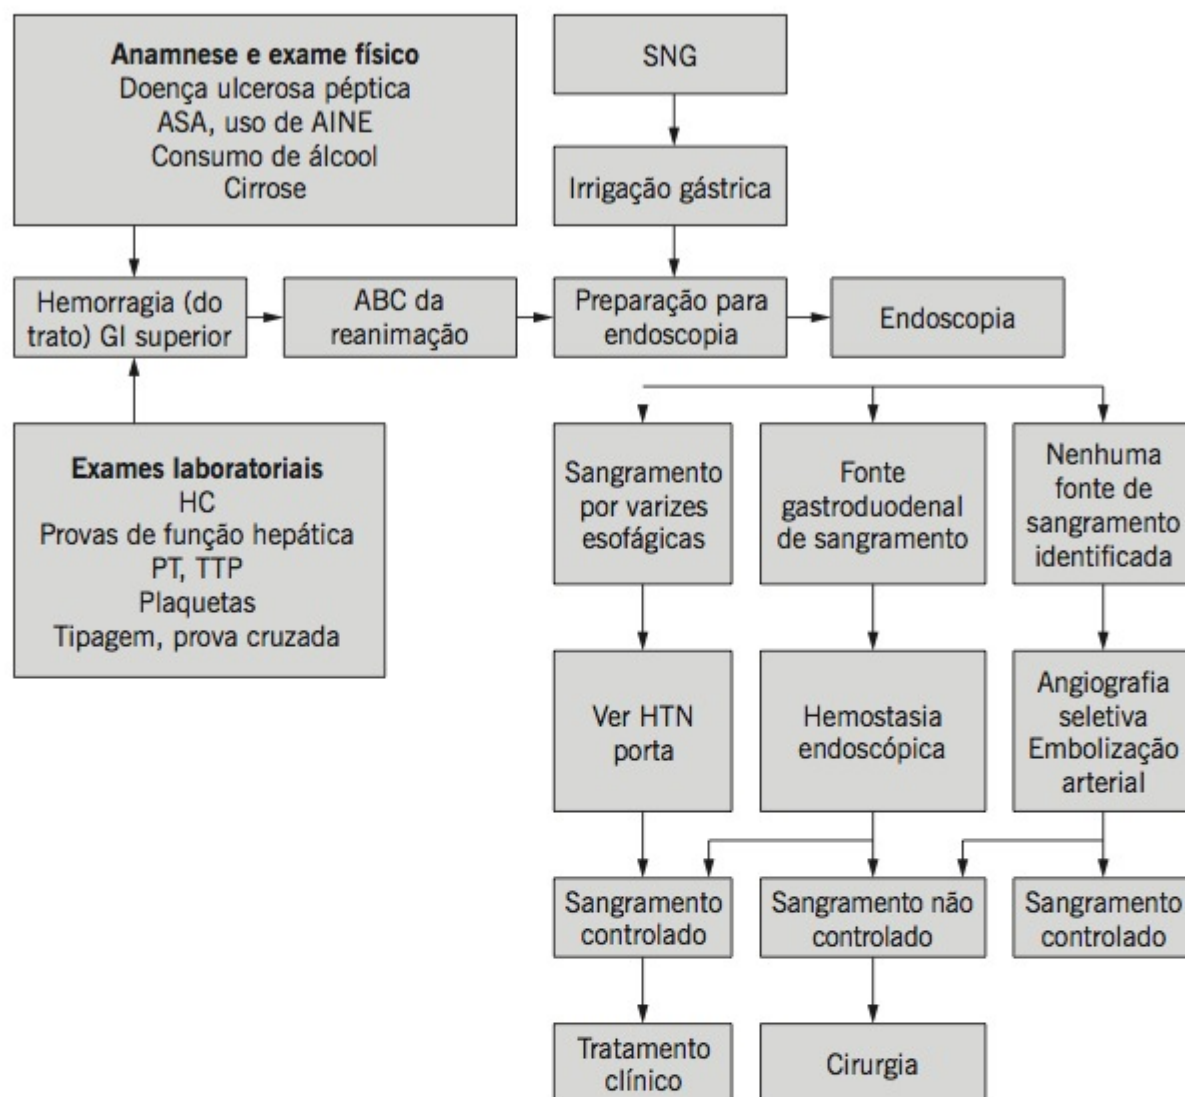 Anamnese e exame físico
Doença ulcerosa péptica
ASA, uso de AINE
Consumo de álcool
Cirrose
SNG
Irrigação gástrica
Hemorragia (do
trato) GI superior
ABC da
reanimação
Preparação para
endoscopia
Endoscopia
Exames laboratoriais
HC
Provas de função hepática
PT, TTP
Plaquetas
Tipagem, prova cruzada
Sangramento
por varizes
esofágicas
Fonte
gastroduodenal
de sangramento
Nenhuma
fonte de
sangramento
identificada
Ver HTN
porta
Hemostasia
endoscópica
Angiografia
seletiva
Embolização
arterial
Sangramento
controlado
Sangramento não
controlado
Sangramento
controlado
Tratamento
clínico
Cirurgia